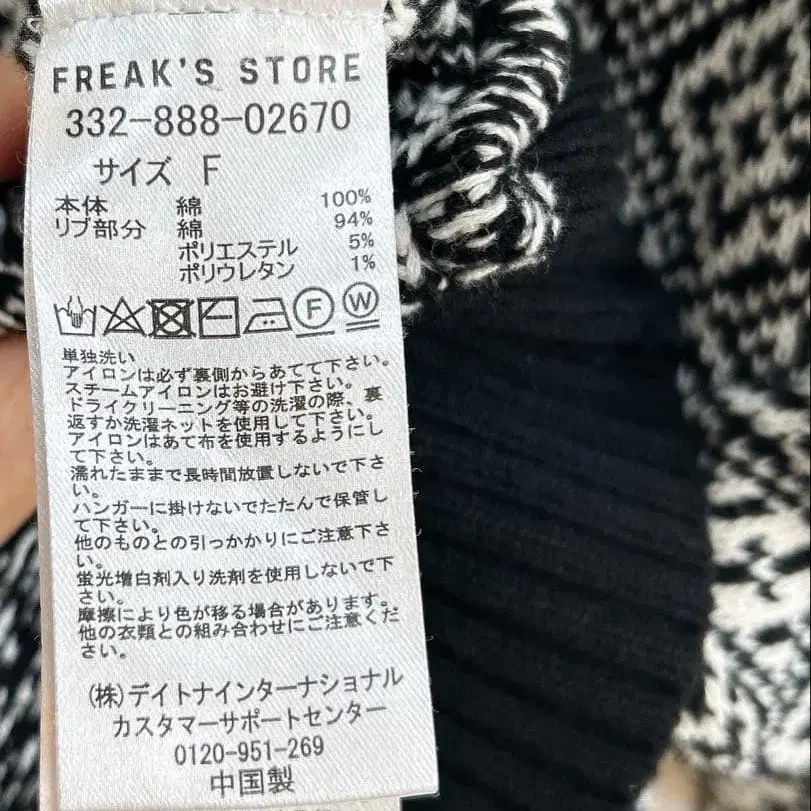 FREAK'S STORE
332-888-02670
サイズ F
本体 綿 100%
リブ部分 綿 94%
ポリエステル 5%
ポリウレタン 1%
F W
単独洗い
アイロンは必ず裏側からあてて下さい。
スチームアイロンはお避け下さい。
ドライクリーニング等の洗濯の際、裏
返すか洗濯ネットを使用して下さい。
アイロンはあて布を使用するようにし
て下さい。
濡れたままで長時間放置しないで下さ
い。
ハンガーに掛けないでたたんで保管し
て下さい。
他のものとの引っかかりにご注意下さ
い。
蛍光増白剤入り洗剤を使用しないで下
さい。
摩擦により色が移る場合があります。
他の衣類との組み合わせにご注意くだ
さい。
(株)デイトナインターナショナル
カスタマーサポートセンター
0120-951-269
中国製